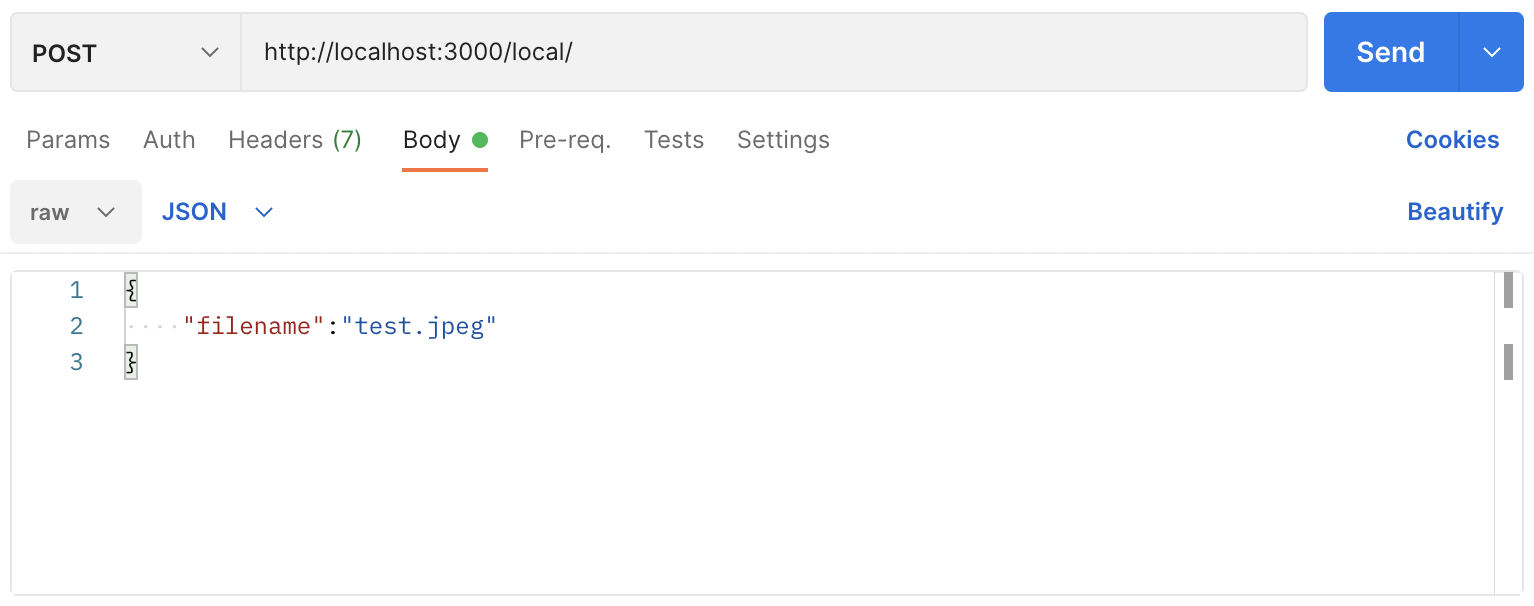 POST http://localhost:3000/local/ Send
Params Auth Headers (7) Body Pre-req. Tests Settings Cookies
raw JSON Beautify
1 {
2 ····"filename":"test.jpeg"
3 }